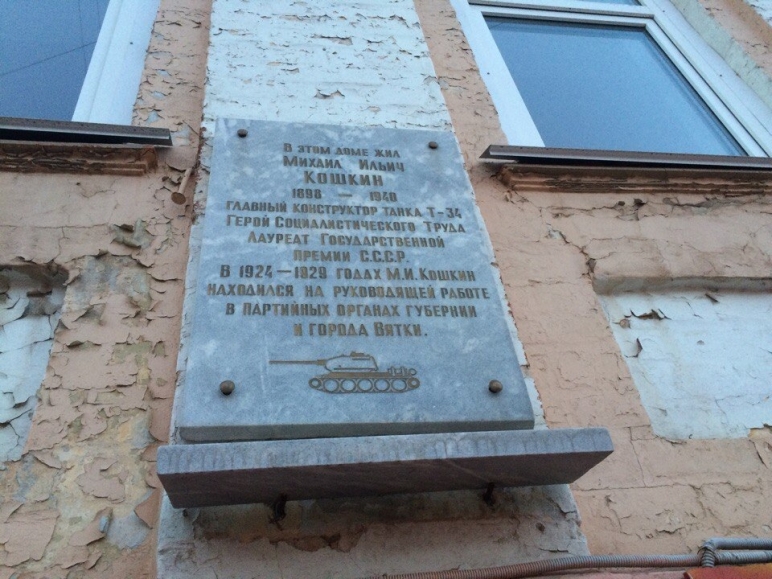 В этом доме жил
Михаил Ильич
Кошкин
1898 — 1940
главный конструктор танка Т-34
Герой Социалистического Труда
Лауреат Государственной
премии С.С.С.Р.
В 1924—1929 годах М.И.Кошкин
находился на руководящей работе
в партийных органах губернии
и города Вятки.